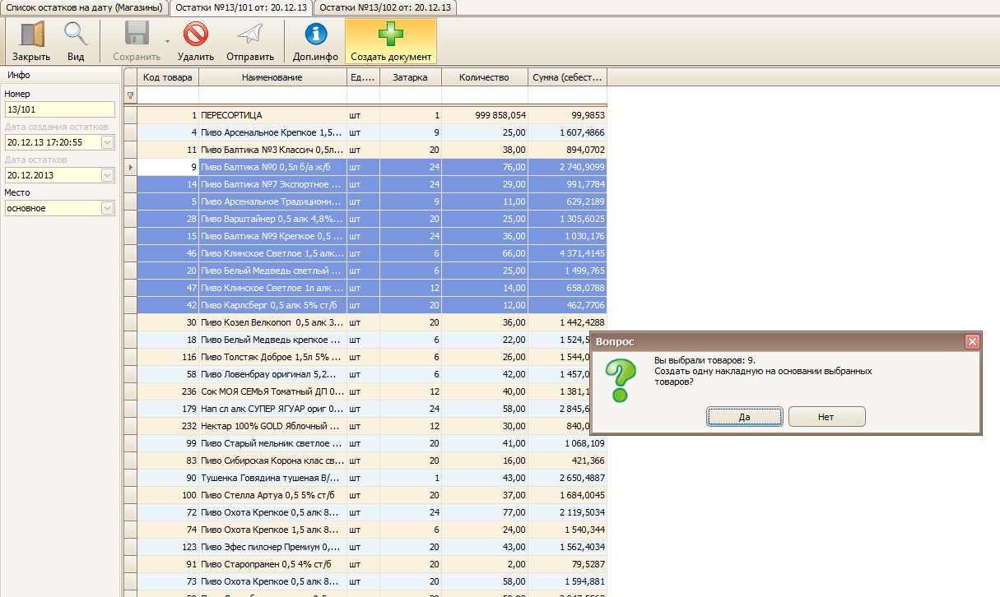 Список остатков на дату (Магазины) Остатки №13/101 от: 20.12.13 Остатки №13/102 от: 20.12.13
Закрыть Вид Сохранить Удалить Отправить Доп.инфо Создать документ
Инфо
Номер
13/101
Дата создания остатков
20.12.13 17:20:55
Дата остатков
20.12.2013
Место
основное
Код товара Наименование Ед.... Затарка Количество Сумма (себест...
1 ПЕРЕСОРТИЦА шт 1 999 858,054 99,9853
4 Пиво Арсенальное Крепкое 1,5... шт 9 25,00 1 607,4866
11 Пиво Балтика №3 Классич 0,5л... шт 20 38,00 894,0702
9 Пиво Балтика №0 0,5л б/а ж/б шт 24 76,00 2 740,9099
14 Пиво Балтика №7 Экспортное ... шт 24 29,00 991,7784
5 Пиво Арсенальное Традиционн... шт 9 11,00 629,2189
28 Пиво Варштайнер 0,5 алк 4,8%... шт 20 25,00 1 305,6025
15 Пиво Балтика №9 Крепкое 0,5 ... шт 24 36,00 1 030,176
46 Пиво Клинское Светлое 1,5 алк... шт 6 66,00 4 371,4145
20 Пиво Белый Медведь светлый ... шт 6 25,00 1 499,765
47 Пиво Клинское Светлое 1л алк ... шт 12 14,00 658,0788
42 Пиво Карлсберг 0,5 алк 5% ст/б шт 20 12,00 462,7706
30 Пиво Козел Велкопоп 0,5 алк 3... шт 20 36,00 1 442,4288
18 Пиво Белый Медведь крепкое ... шт 6 22,00 1 524,5
116 Пиво Толстяк Доброе 1,5л 5% ... шт 6 26,00 1 544,0
58 Пиво Ловенбрау оригинал 5,2... шт 6 42,00 1 457,0
236 Сок МОЯ СЕМЬЯ Томатный ДП 0... шт 12 40,00 1 381,1
179 Нап сл алк СУПЕР ЯГУАР ориг 0... шт 24 58,00 2 845,6
232 Нектар 100% GOLD Яблочный ... шт 12 30,00 840,0
99 Пиво Старый мельник светлое ... шт 20 41,00 1 068,109
83 Пиво Сибирская Корона клас св... шт 20 16,00 421,366
90 Тушенка Говядина тушеная В/... шт 1 43,00 2 650,4887
100 Пиво Стелла Артуа 0,5 5% ст/б шт 20 37,00 1 684,0045
72 Пиво Охота Крепкое 0,5 алк 8... шт 24 77,00 2 119,5034
74 Пиво Охота Крепкое 1,5 алк 8... шт 6 24,00 1 540,344
123 Пиво Эфес пилснер Премиум 0,... шт 20 43,00 1 562,4034
91 Пиво Старопрамен 0,5 4% ст/б шт 20 2,00 79,5287
73 Пиво Охота Крепкое 0,5 алк 8... шт 20 58,00 1 594,881
Вопрос
Вы выбрали товаров: 9.
Создать одну накладную на основании выбранных
товаров?
Да Нет